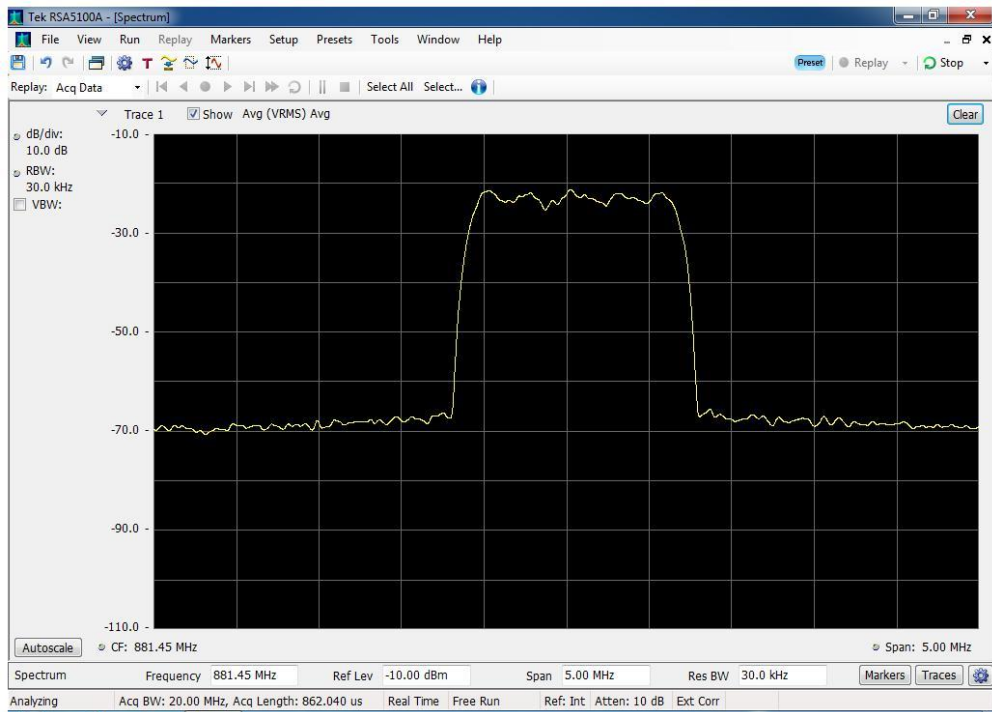 Tek RSA5100A - [Spectrum]
File View Run Replay Markers Setup Presets Tools Window Help
Preset Replay Stop
Replay: Acq Data Select All Select...
Trace 1 Show Avg (VRMS) Avg Clear
dB/div:
10.0 dB
RBW:
30.0 kHz
VBW:
-10.0
-30.0
-50.0
-70.0
-90.0
-110.0
Autoscale CF: 881.45 MHz Span: 5.00 MHz
Spectrum Frequency 881.45 MHz Ref Lev -10.00 dBm Span 5.00 MHz Res BW 30.0 kHz Markers Traces
Analyzing Acq BW: 20.00 MHz, Acq Length: 862.040 us Real Time Free Run Ref: Int Atten: 10 dB Ext Corr